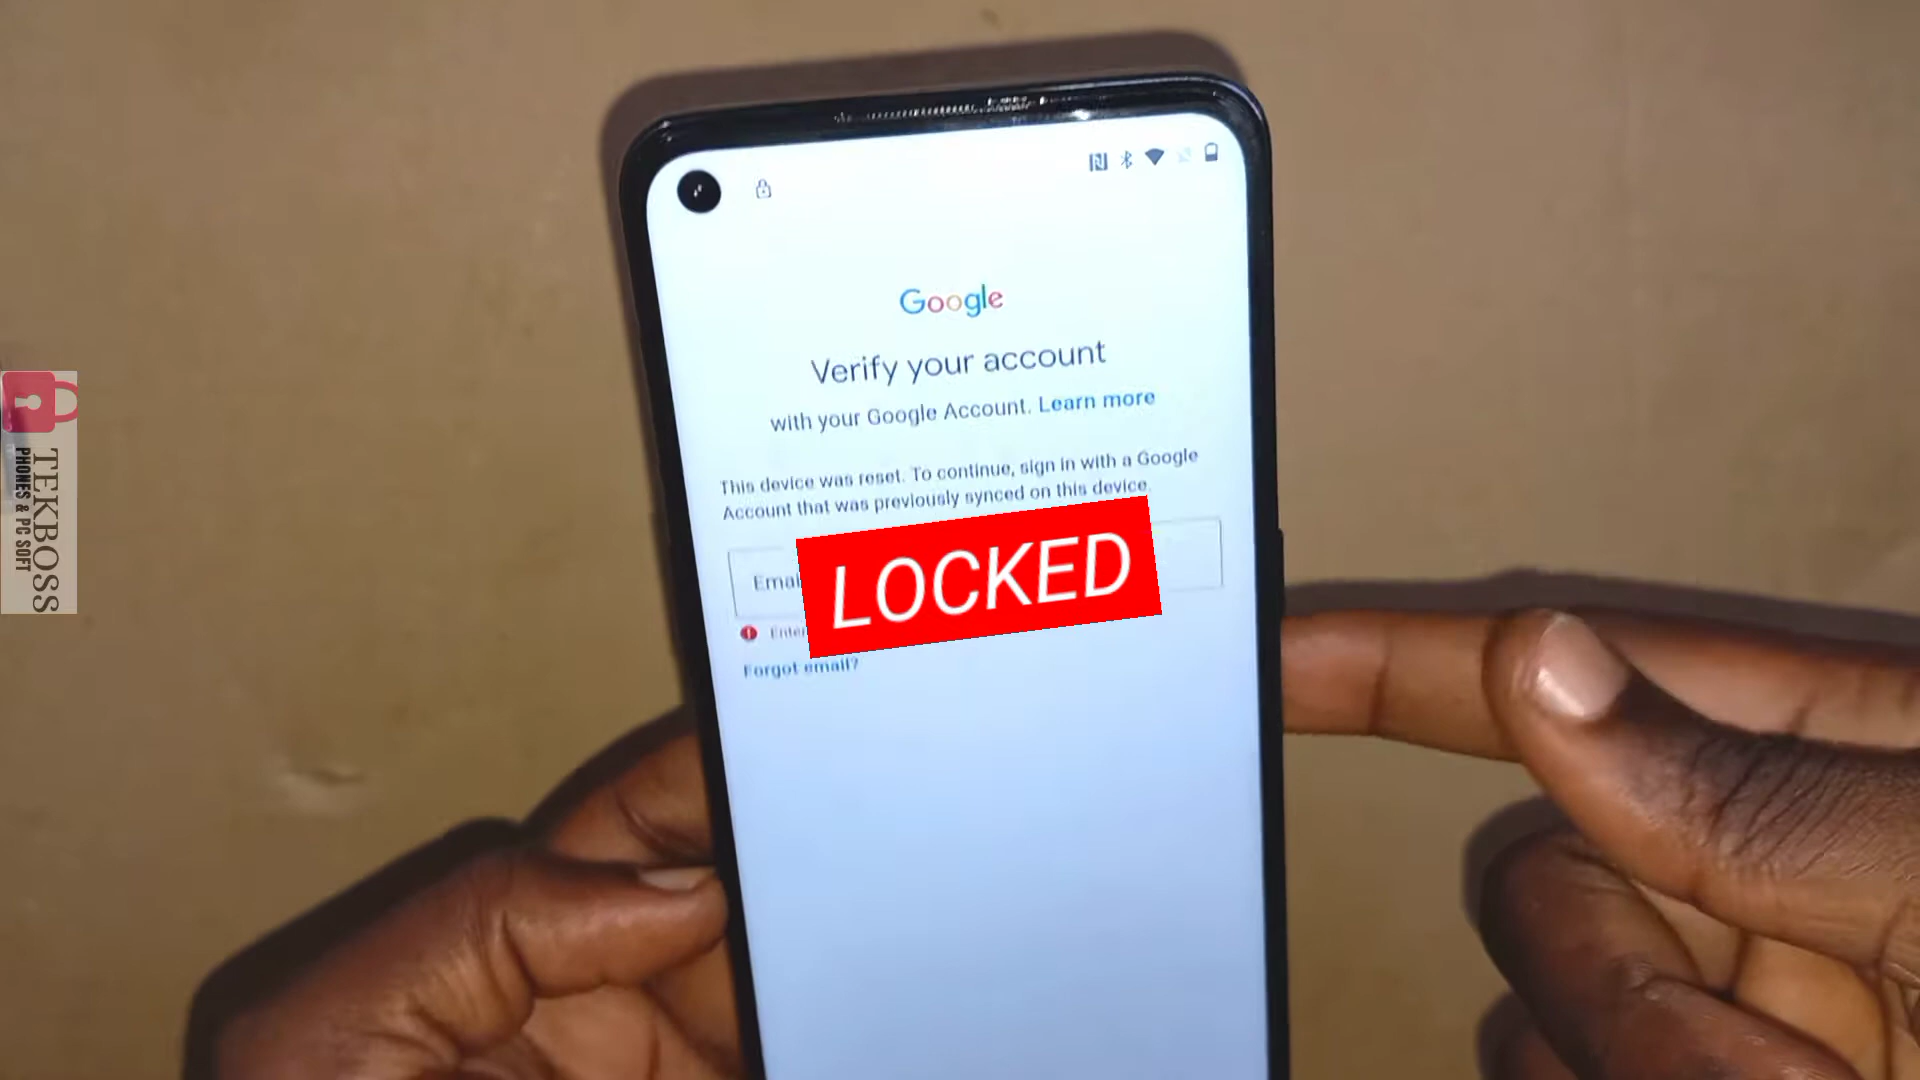 Google
Verify your account
with your Google Account. Learn more
This device was reset. To continue, sign in with a Google
Account that was previously synced on this device.
LOCKED
Forgot email?
TEKBOSS
PHONES & PC SOFT